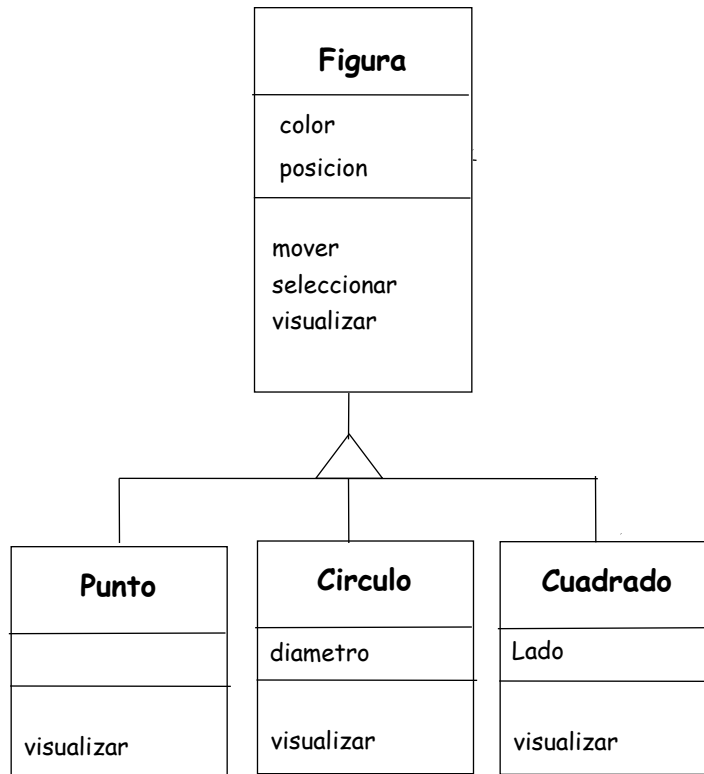 Figura
color
posicion
mover
seleccionar
visualizar
Punto
visualizar
Circulo
diametro
visualizar
Cuadrado
Lado
visualizar